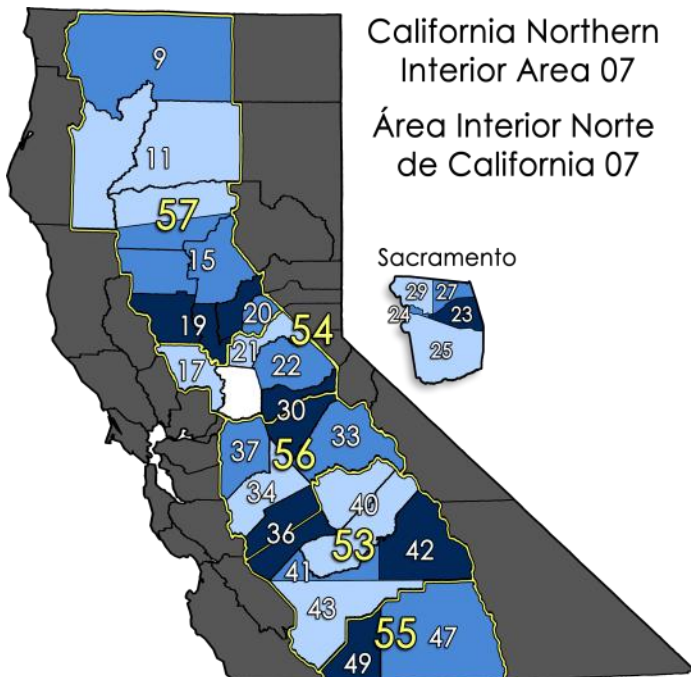 California Northern
Interior Area 07
Área Interior Norte
de California 07
9
11
57
15
Sacramento
29 27
24 23
25
19 20
54
21
17 22
30
37 56 33
34 40
36 53 42
41
43
55 47
49